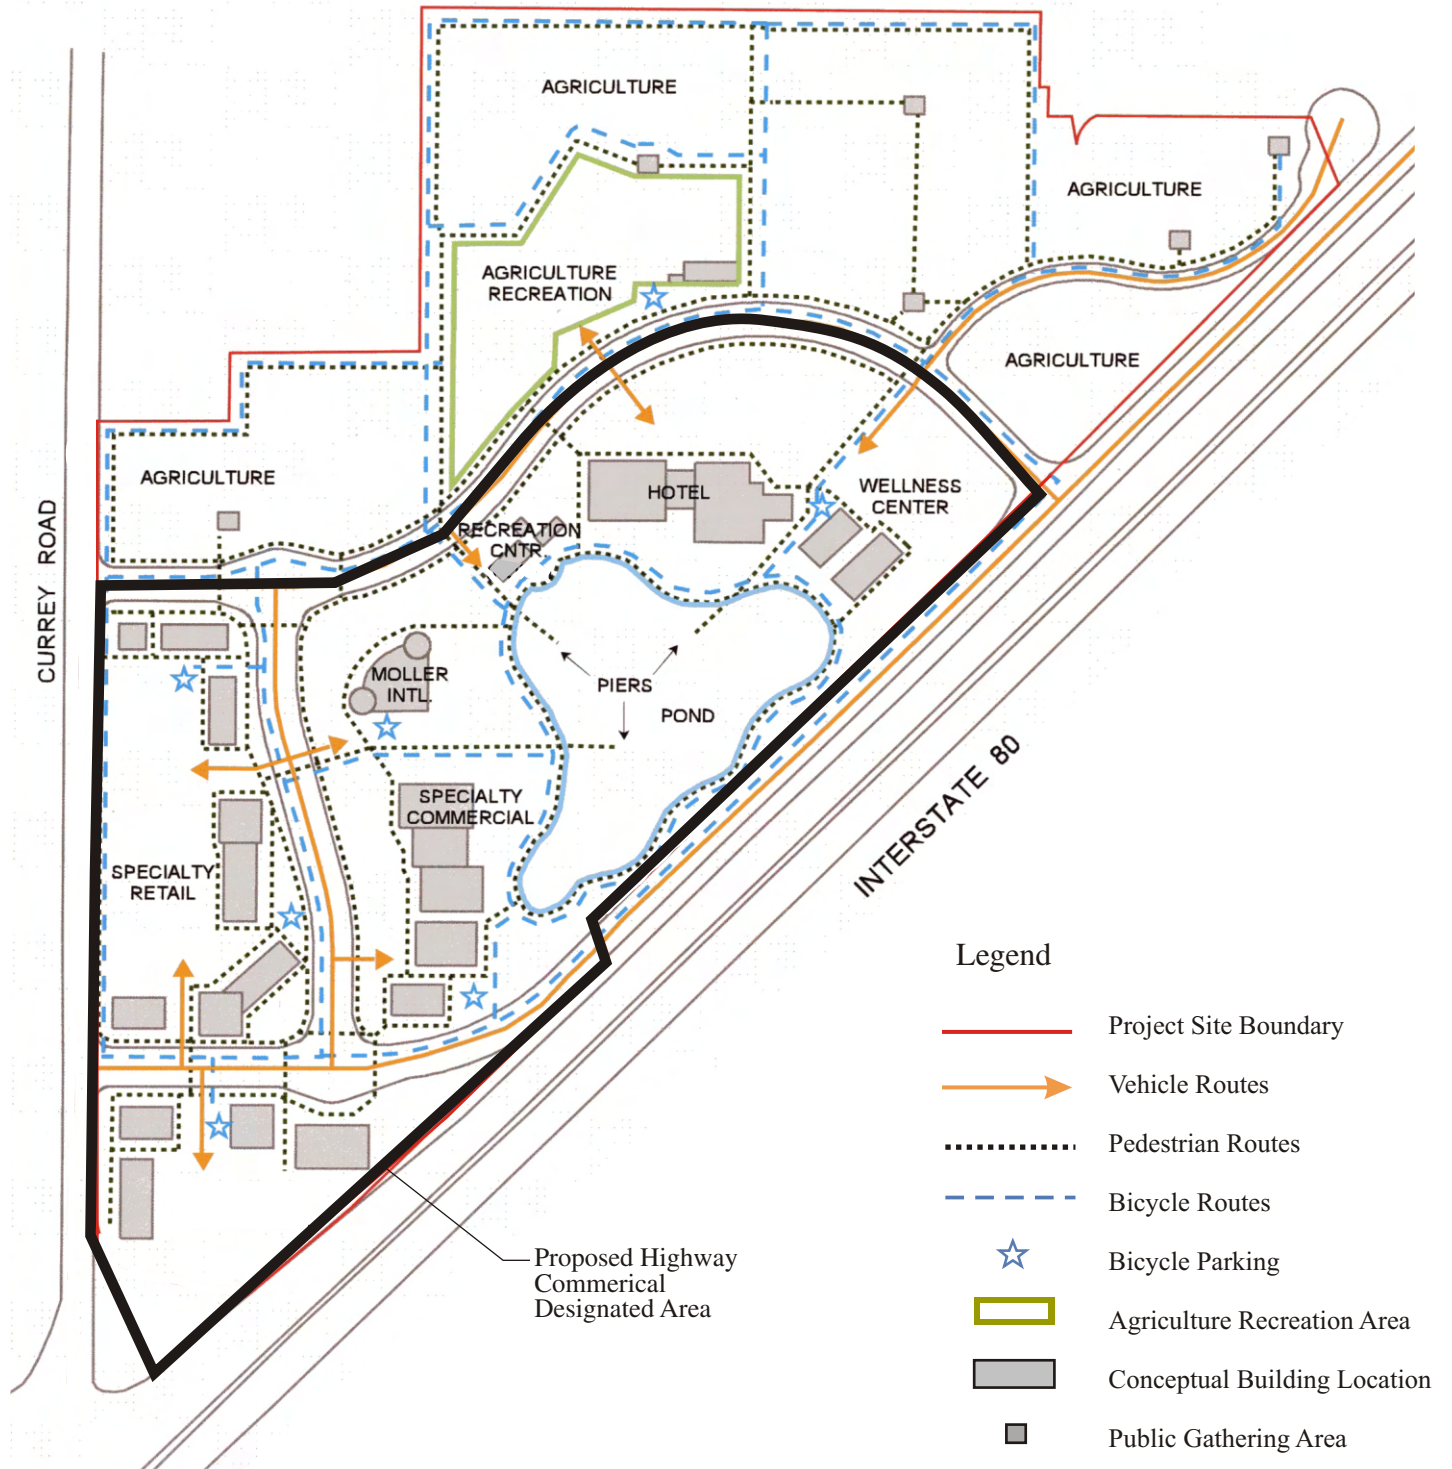 AGRICULTURE
AGRICULTURE
AGRICULTURE
RECREATION
AGRICULTURE
AGRICULTURE
HOTEL
WELLNESS
CENTER
RECREATION
CNTR.
CURREY ROAD
MOLLER
INTL.
PIERS
POND
SPECIALTY
COMMERCIAL
SPECIALTY
RETAIL
INTERSTATE 80
Proposed Highway
Commerical
Designated Area
Legend
Project Site Boundary
Vehicle Routes
Pedestrian Routes
Bicycle Routes
Bicycle Parking
Agriculture Recreation Area
Conceptual Building Location
Public Gathering Area